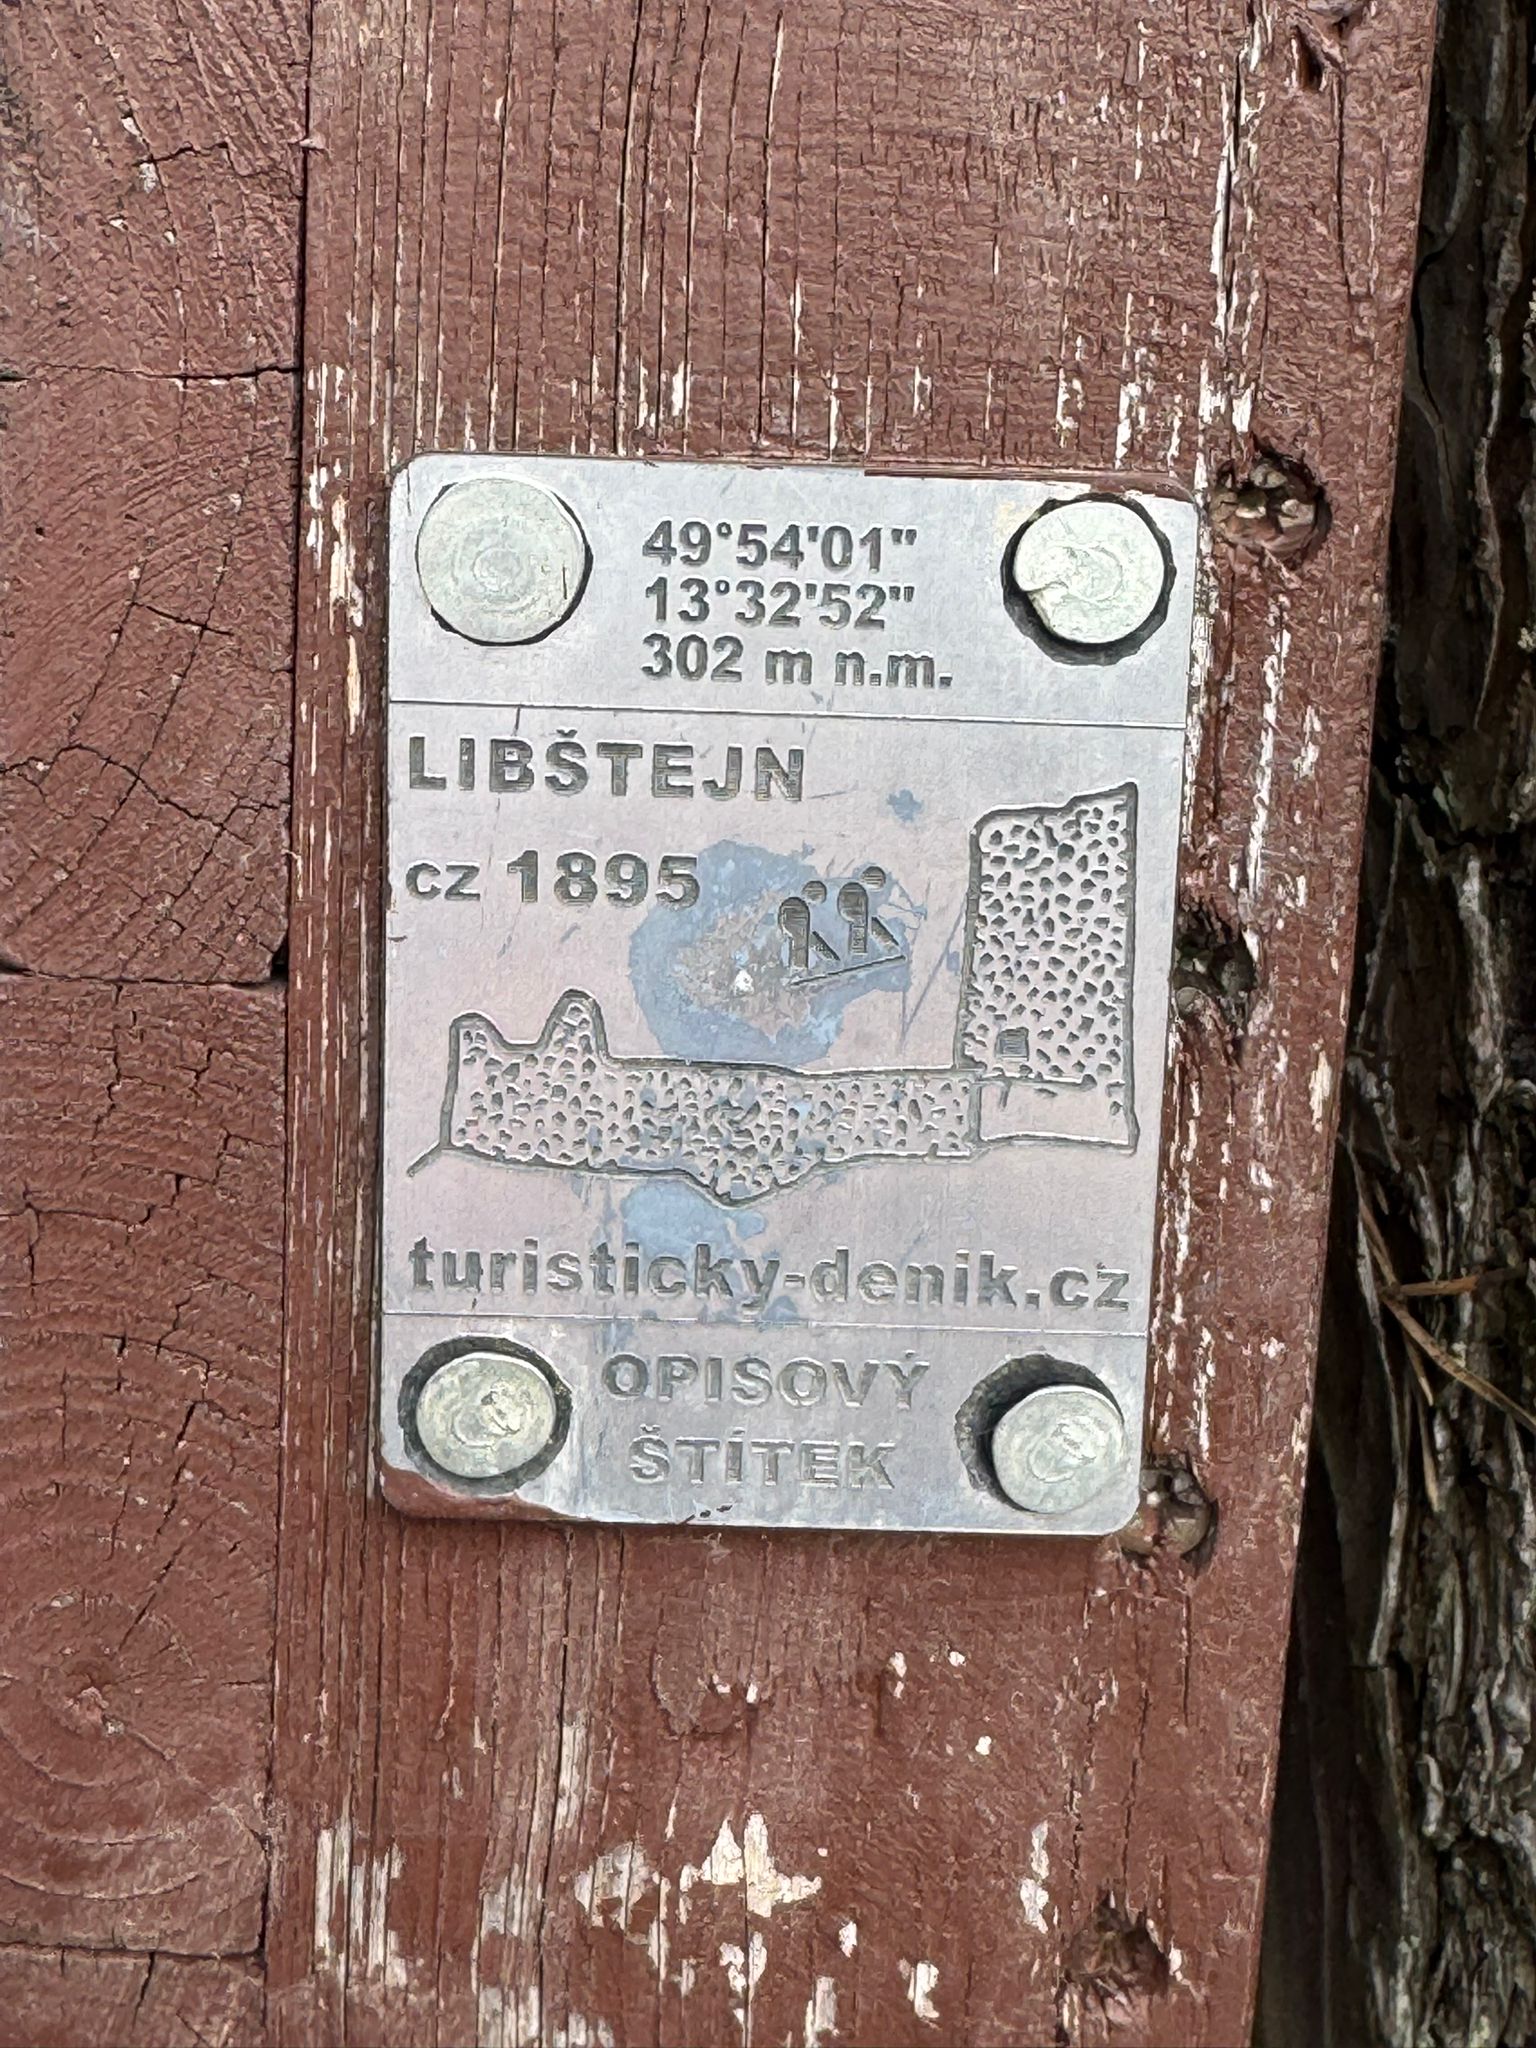 49°54'01"
13°32'52"
302 m n.m.
LIBŠTEJN
cz 1895
turisticky-denik.cz
OPISOVÝ
ŠTÍTEK